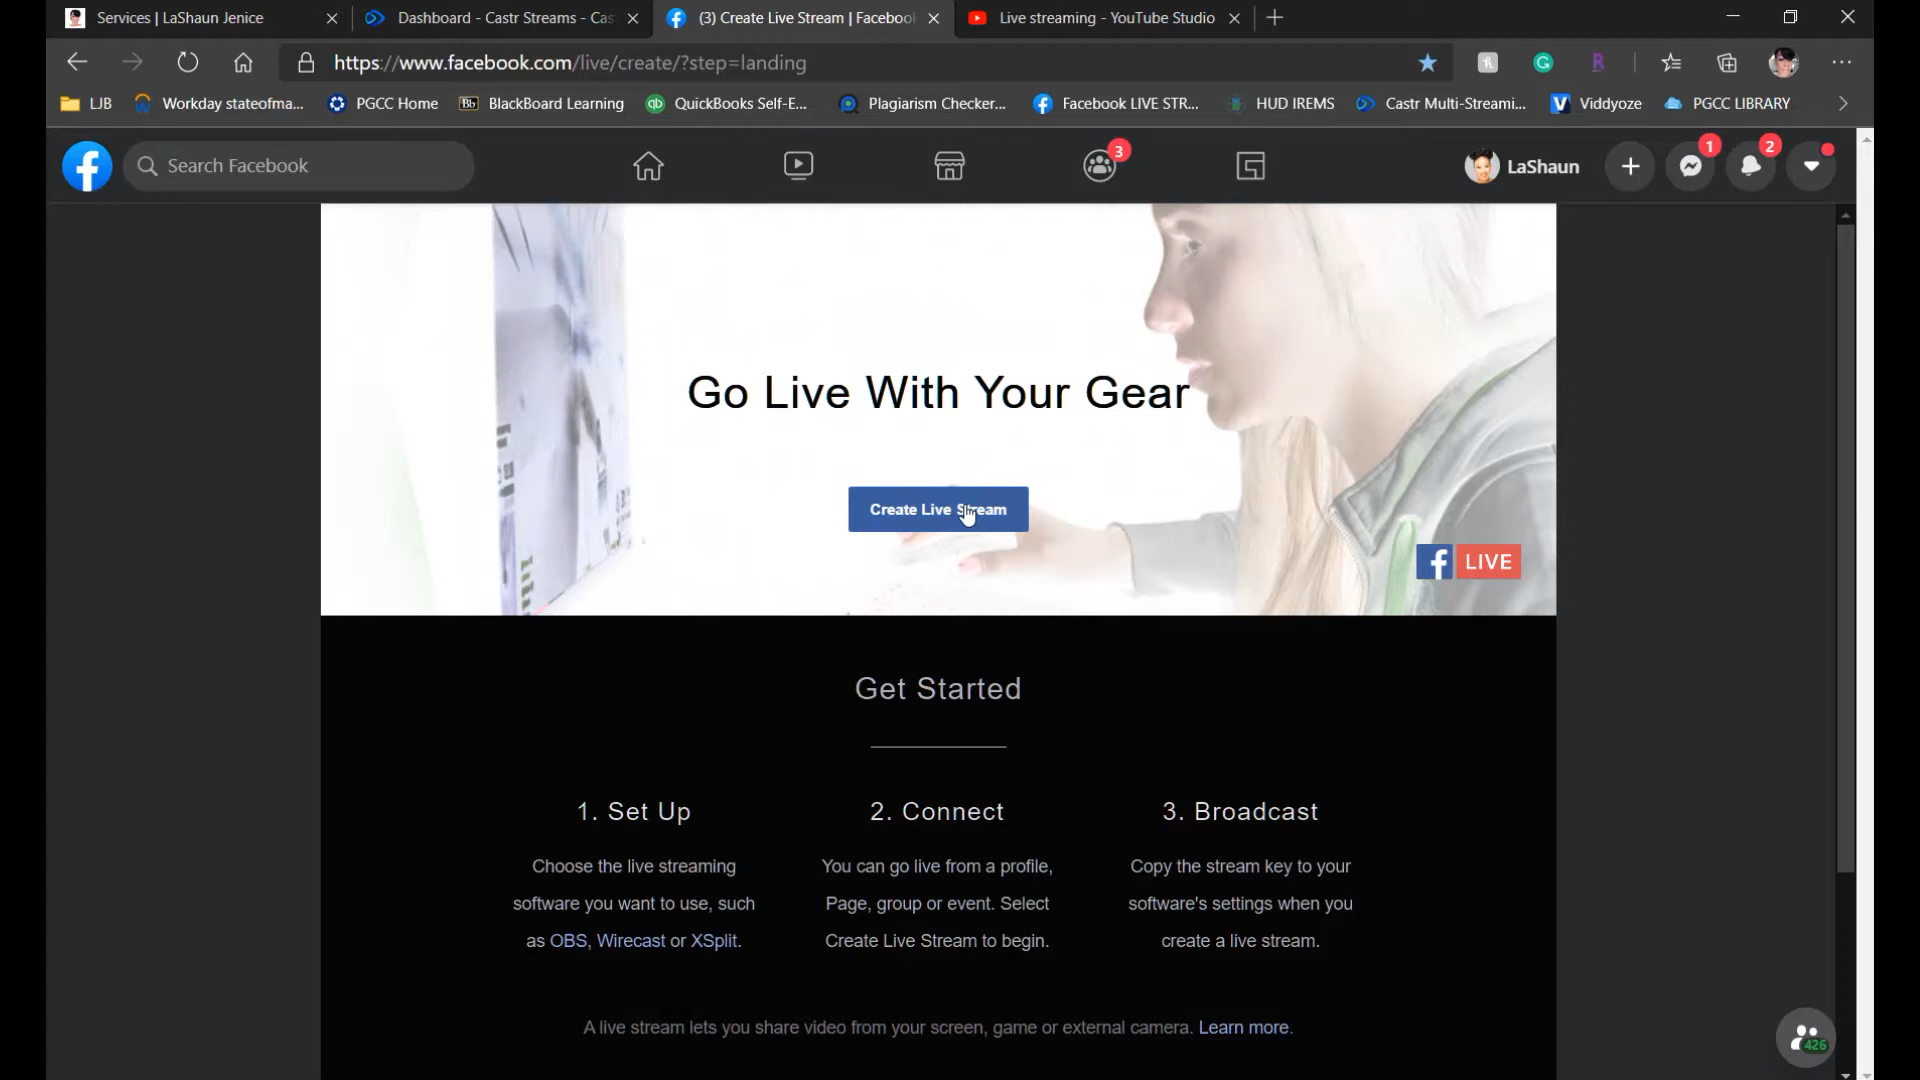 Services | LaShaun Jenice
Dashboard - Castr Streams - Cas
(3) Create Live Stream | Facebook
Live streaming - YouTube Studio
https://www.facebook.com/live/create/?step=landing
LJB
Workday stateofma...
PGCC Home
BlackBoard Learning
QuickBooks Self-E...
Plagiarism Checker...
Facebook LIVE STR...
HUD IREMS
Castr Multi-Streami...
Viddyoze
PGCC LIBRARY
Search Facebook
3
LaShaun
1
2
Go Live With Your Gear
Create Live Stream
LIVE
Get Started
1. Set Up
Choose the live streaming
software you want to use, such
as OBS, Wirecast or XSplit.
2. Connect
You can go live from a profile,
Page, group or event. Select
Create Live Stream to begin.
3. Broadcast
Copy the stream key to your
software's settings when you
create a live stream.
A live stream lets you share video from your screen, game or external camera. Learn more.
426